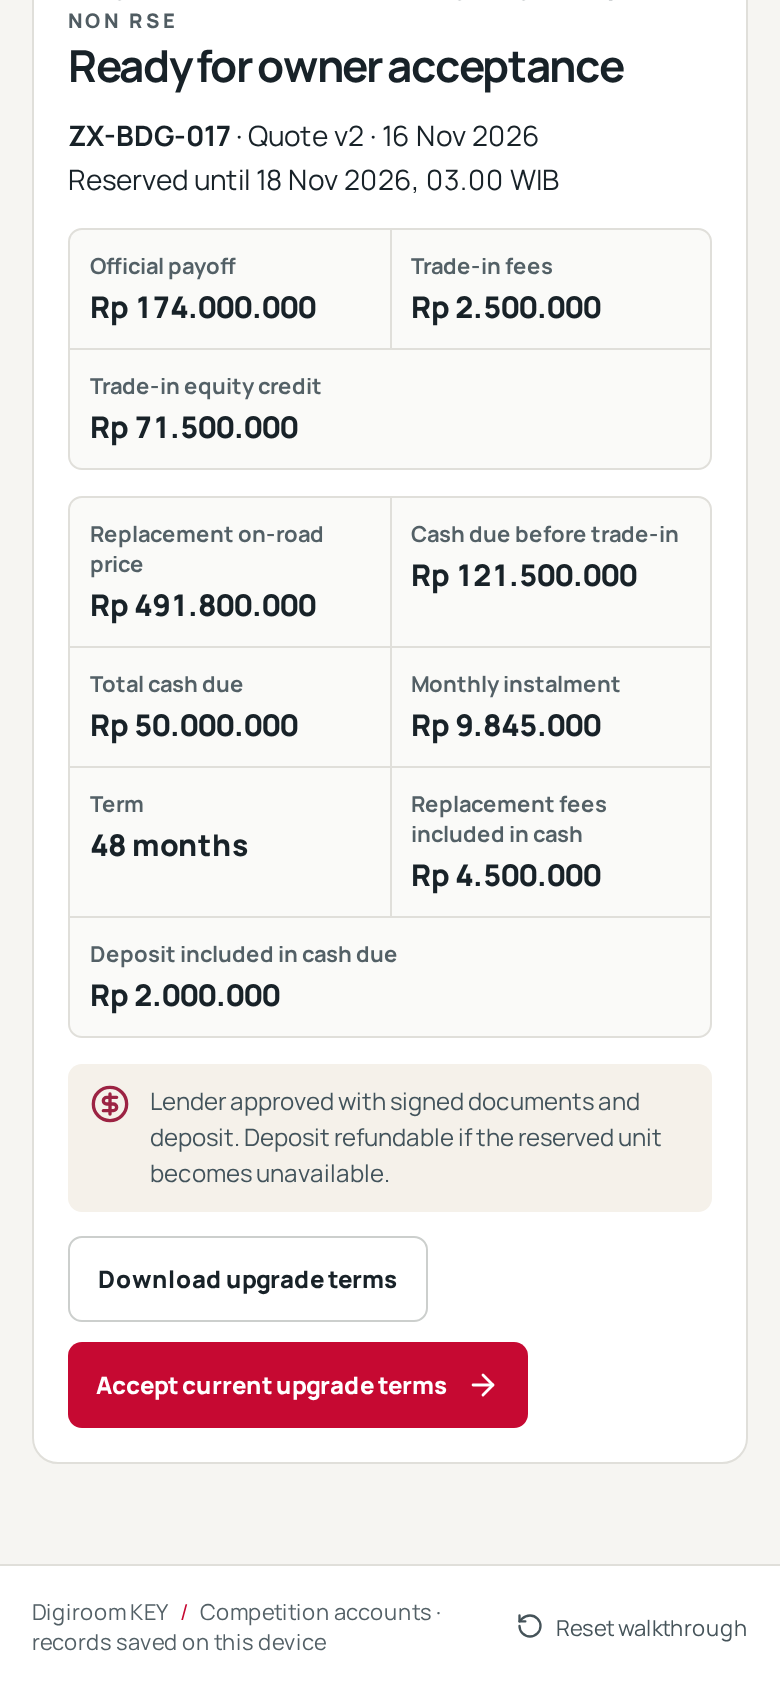 NON RSE
Ready for owner acceptance
ZX-BDG-017 · Quote v2 · 16 Nov 2026
Reserved until 18 Nov 2026, 03.00 WIB
Official payoff
Rp 174.000.000
Trade-in fees
Rp 2.500.000
Trade-in equity credit
Rp 71.500.000
Replacement on-road
price
Rp 491.800.000
Cash due before trade-in
Rp 121.500.000
Total cash due
Rp 50.000.000
Monthly instalment
Rp 9.845.000
Term
48 months
Replacement fees
included in cash
Rp 4.500.000
Deposit included in cash due
Rp 2.000.000
Lender approved with signed documents and
deposit. Deposit refundable if the reserved unit
becomes unavailable.
Download upgrade terms
Accept current upgrade terms
Digiroom KEY / Competition accounts ·
records saved on this device
Reset walkthrough